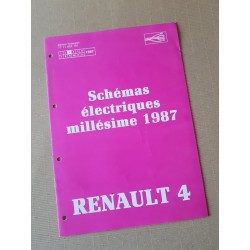 Schémas
électriques
millésime 1987
RENAULT 4